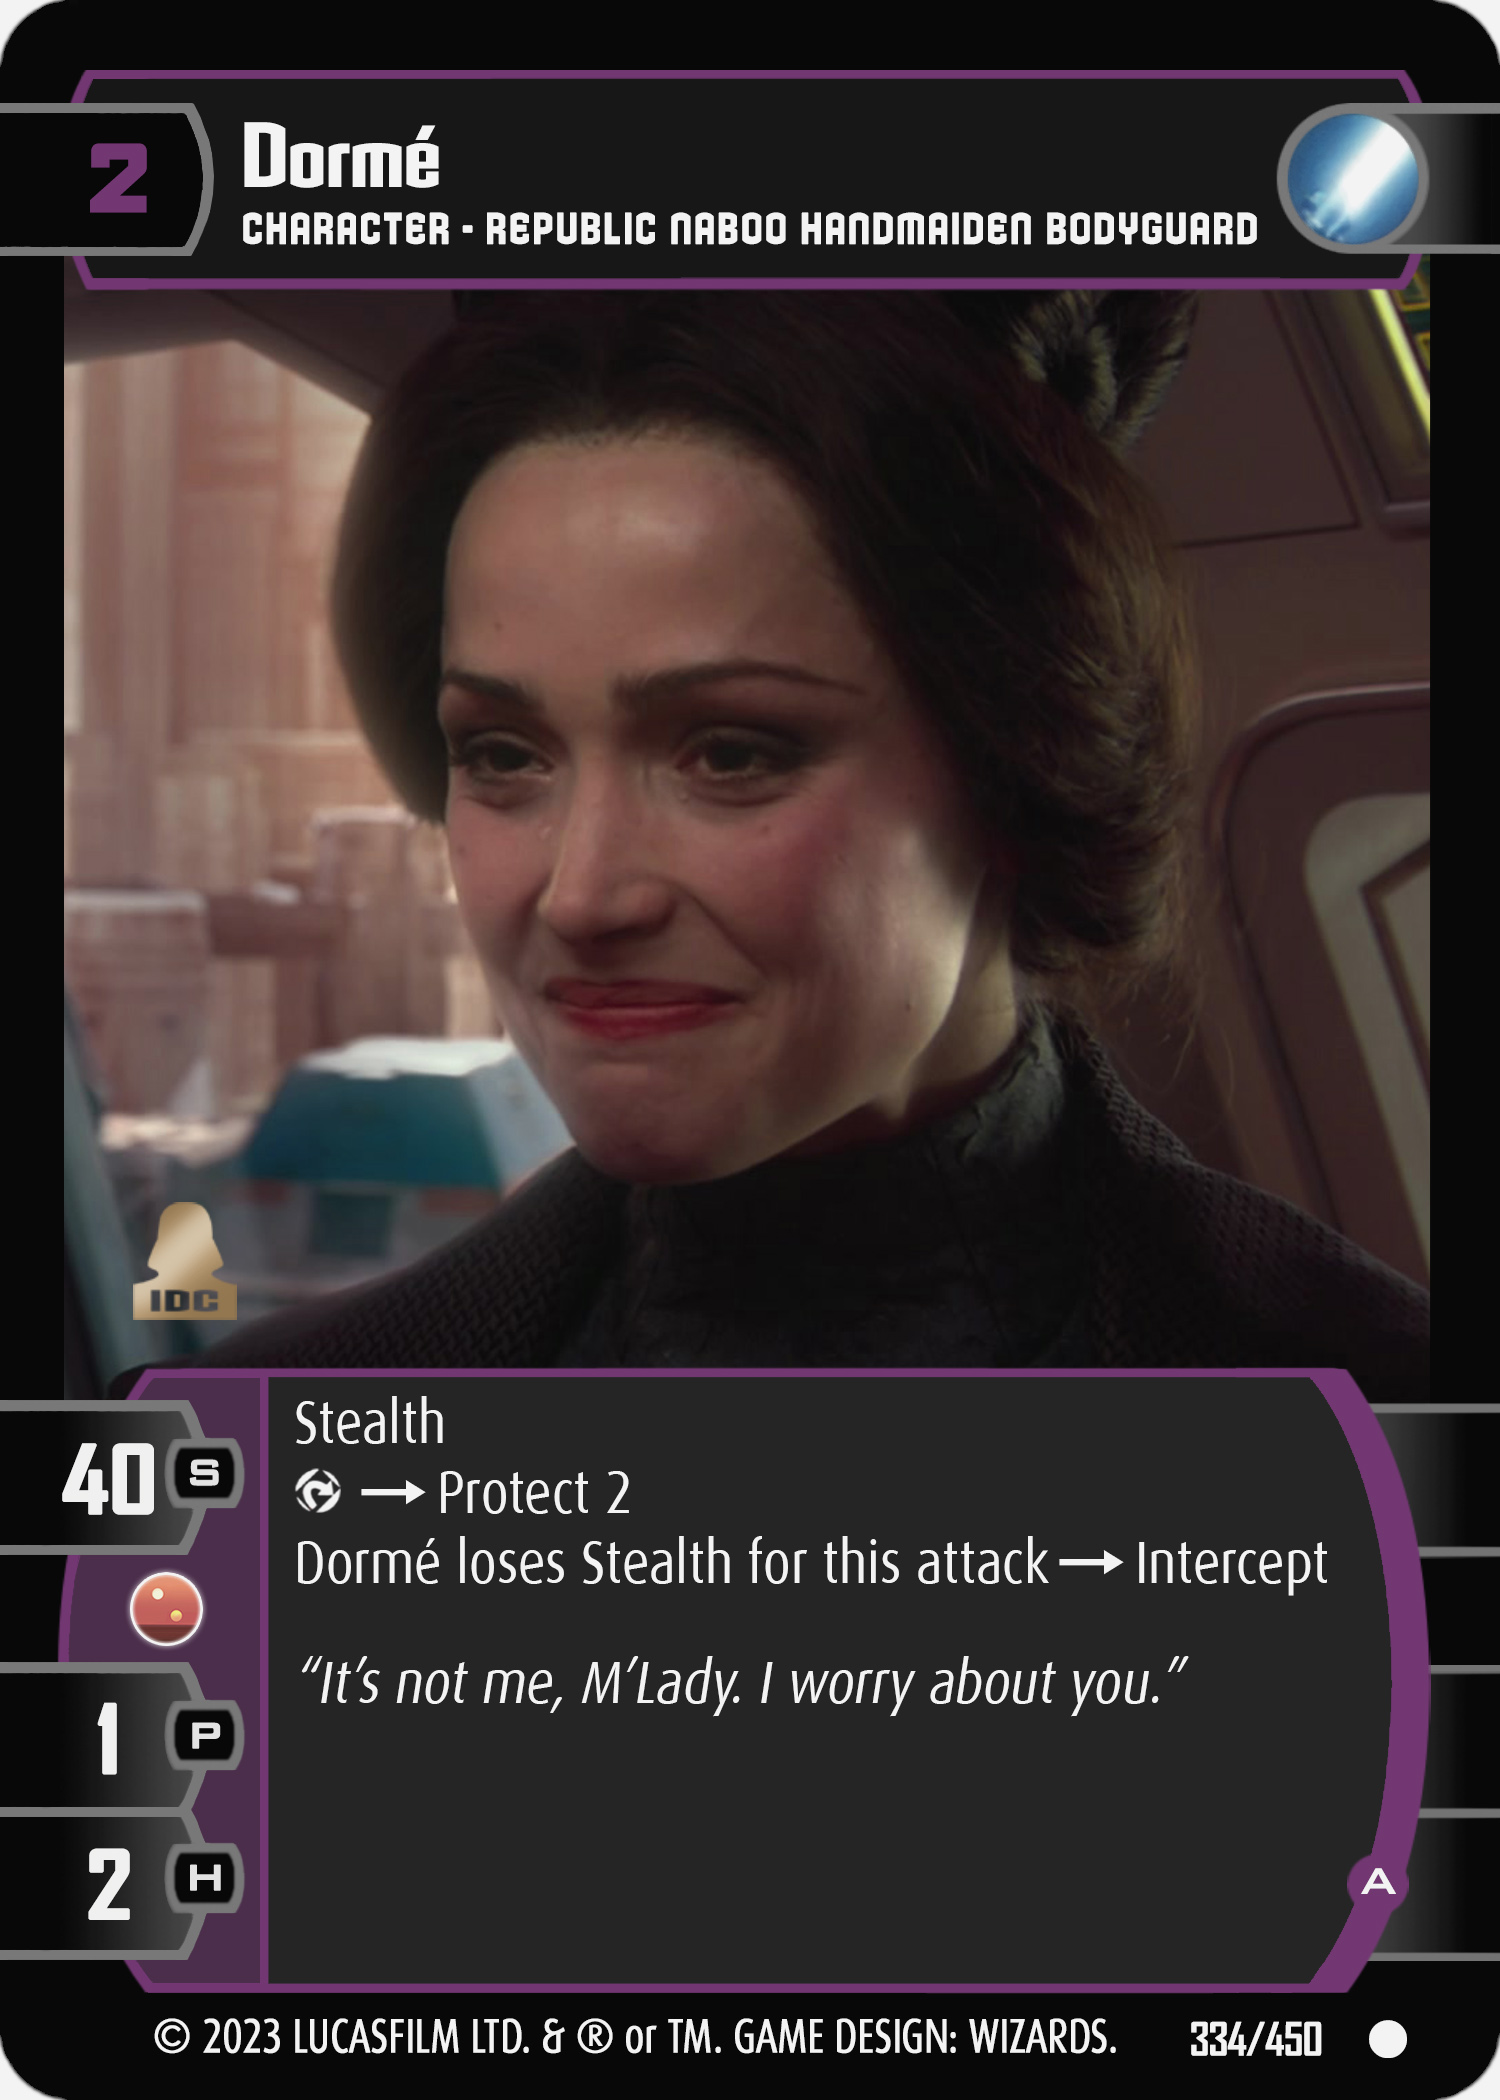 2
Dormé
CHARACTER - REPUBLIC NABOO HANDMAIDEN BODYGUARD
IDC
40 S
1 P
2 H
Stealth
→ Protect 2
Dormé loses Stealth for this attack → Intercept
“It’s not me, M’Lady. I worry about you.”
A
© 2023 LUCASFILM LTD. & ® or TM. GAME DESIGN: WIZARDS.
334/450